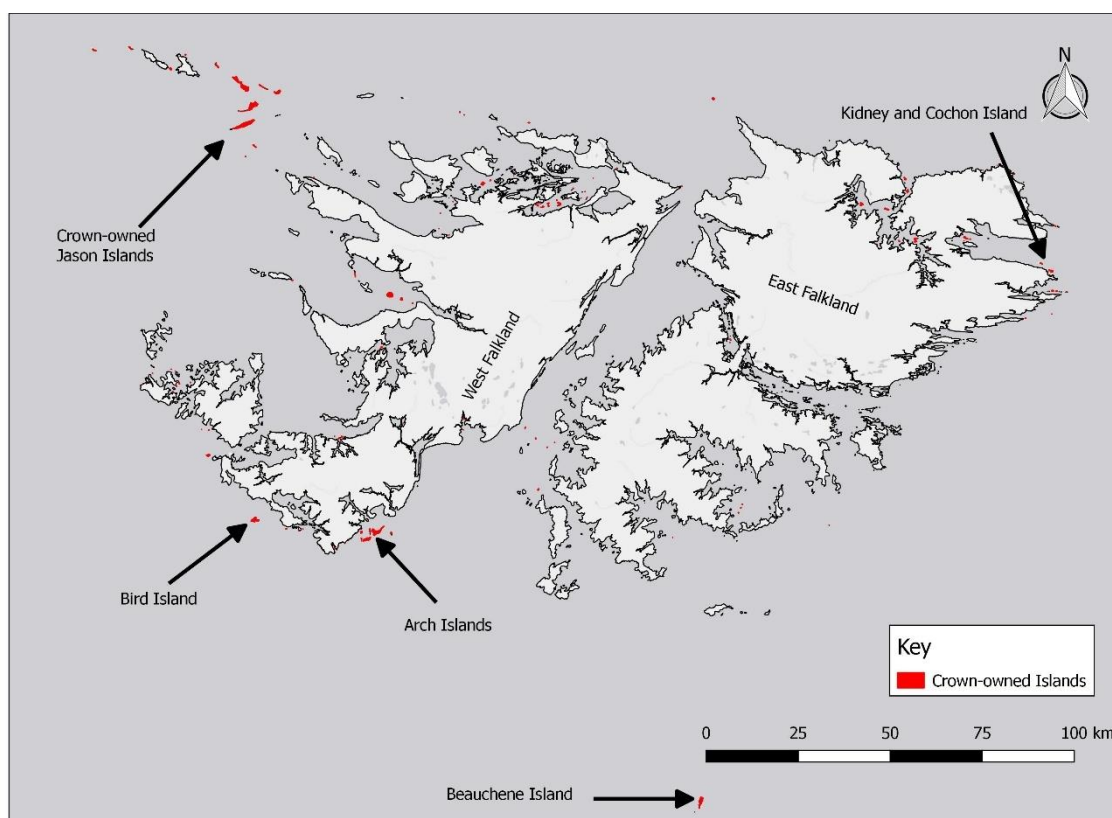 N
Kidney and Cochon Island
Crown-owned
Jason Islands
East Falkland
West Falkland
Bird Island
Arch Islands
Key
Crown-owned Islands
0 25 50 75 100 km
Beauchene Island